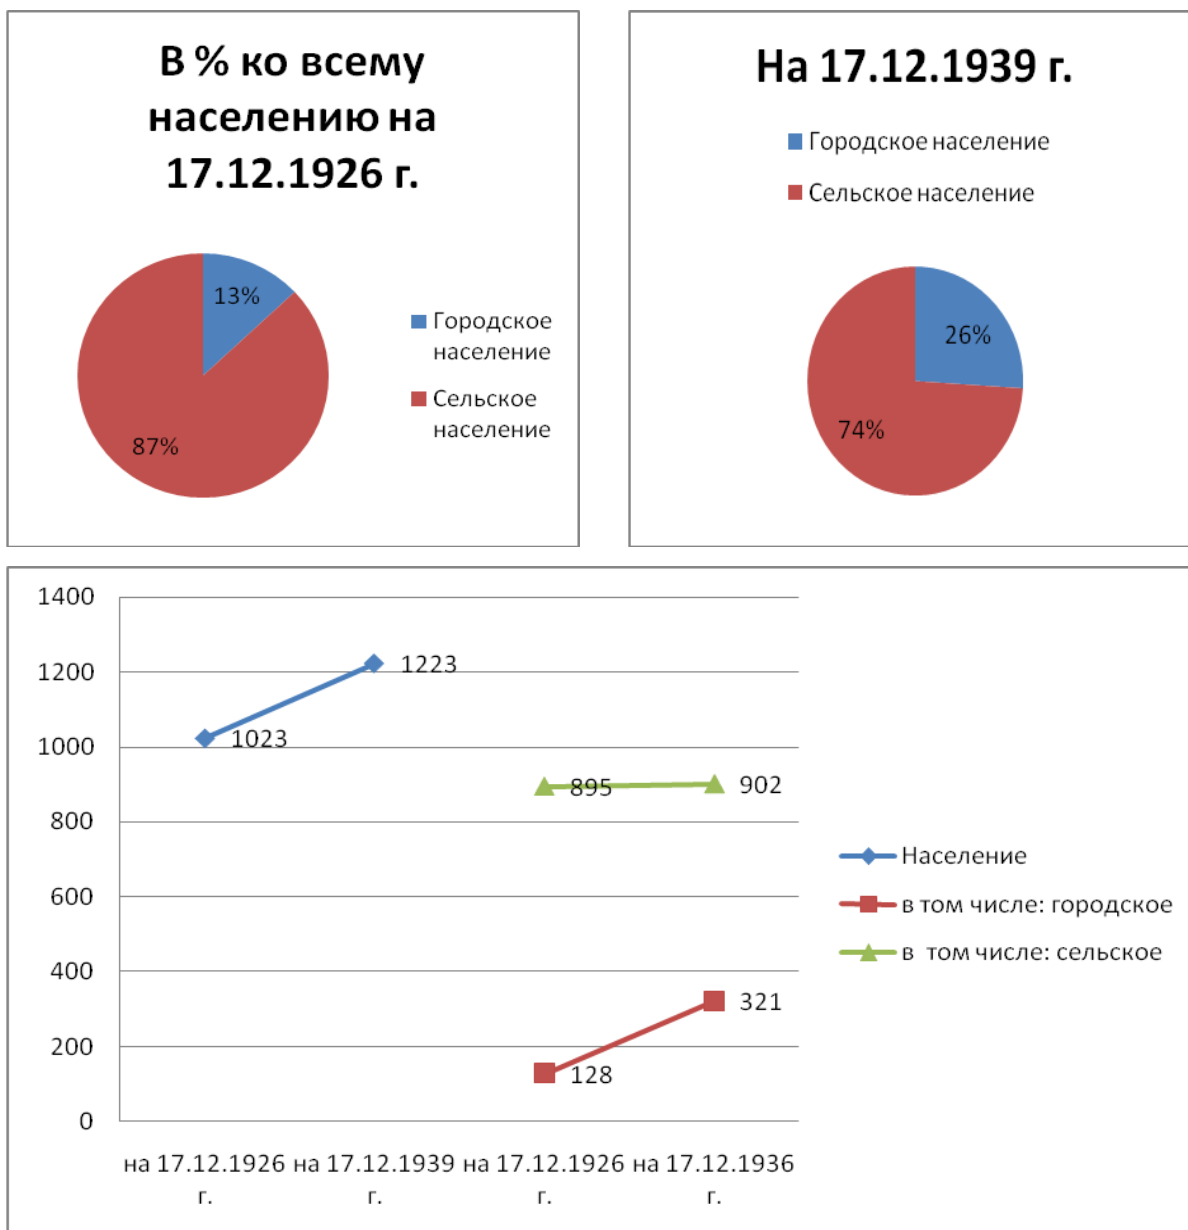 В % ко всему
населению на
17.12.1926 г.
13%
87%
Городское
население
Сельское
население
На 17.12.1939 г.
Городское население
Сельское население
26%
74%
1400
1200
1000
800
600
400
200
0
1023
1223
895
902
128
321
на 17.12.1926
г.
на 17.12.1939
г.
на 17.12.1926
г.
на 17.12.1936
г.
Население
в том числе: городское
в  том числе: сельское